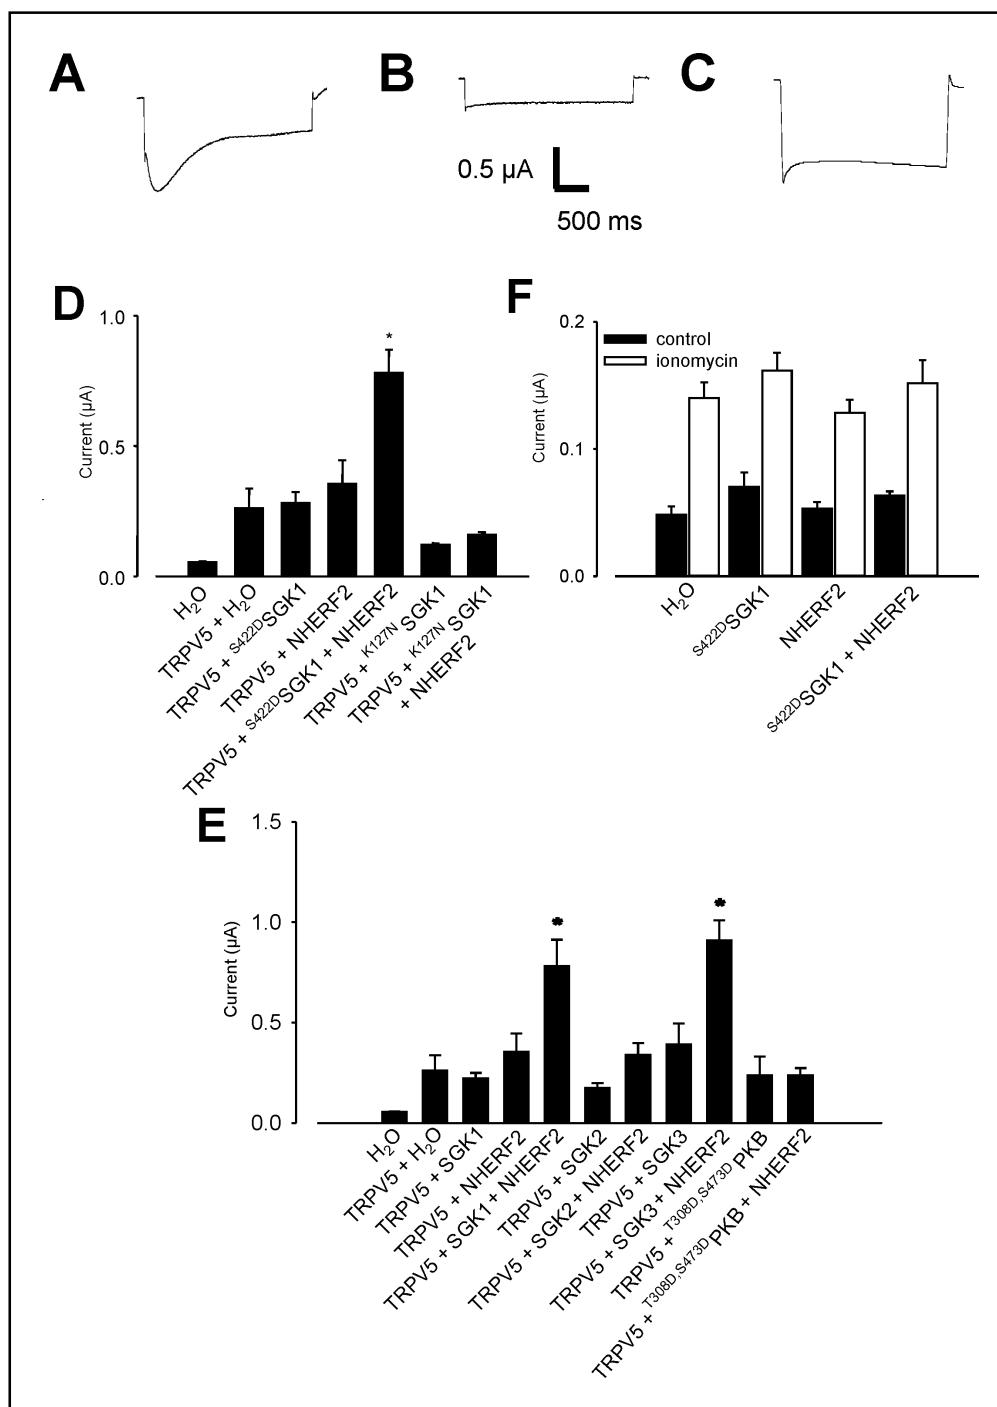 A
B
C
0.5 µA
500 ms
D
1.0
0.5
0.0
Current (µA)
*
H2O
TRPV5 + H2O
TRPV5 + S422DSGK1
TRPV5 + NHERF2
TRPV5 + S422DSGK1 + NHERF2
TRPV5 + K127N SGK1
TRPV5 + K127N SGK1
+ NHERF2
F
0.2
0.1
0.0
Current (µA)
control
ionomycin
H2O
S422DSGK1
NHERF2
S422DSGK1 + NHERF2
E
1.5
1.0
0.5
0.0
Current (µA)
*
*
H2O
TRPV5 + H2O
TRPV5 + SGK1
TRPV5 + NHERF2
TRPV5 + SGK1 + NHERF2
TRPV5 + SGK2
TRPV5 + SGK2 + NHERF2
TRPV5 + SGK3
TRPV5 + SGK3 + NHERF2
TRPV5 + T308D,S473D PKB
TRPV5 + T308D,S473D PKB + NHERF2